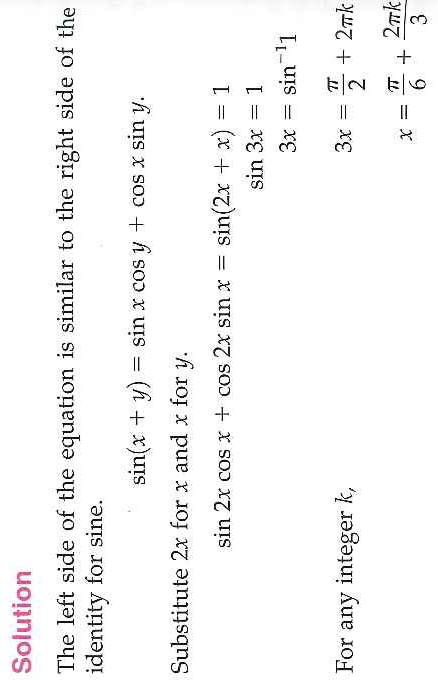 Solution
The left side of the equation is similar to the right side of the
identity for sine.
sin(x + y) = sin x cos y + cos x sin y.
Substitute 2x for x and x for y.
sin 2x cos x + cos 2x sin x = sin(2x + x) = 1
sin 3x = 1
3x = sin⁻¹1
For any integer k, 3x = π/2 + 2πk
x = π/6 + 2πk/3